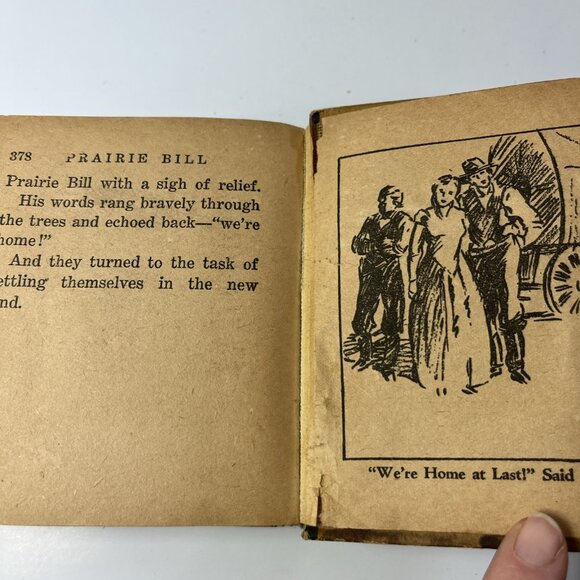 378 PRAIRIE BILL
Prairie Bill with a sigh of relief.
His words rang bravely through
the trees and echoed back—"we're
home!"
And they turned to the task of
settling themselves in the new
"We're Home at Last!" Said